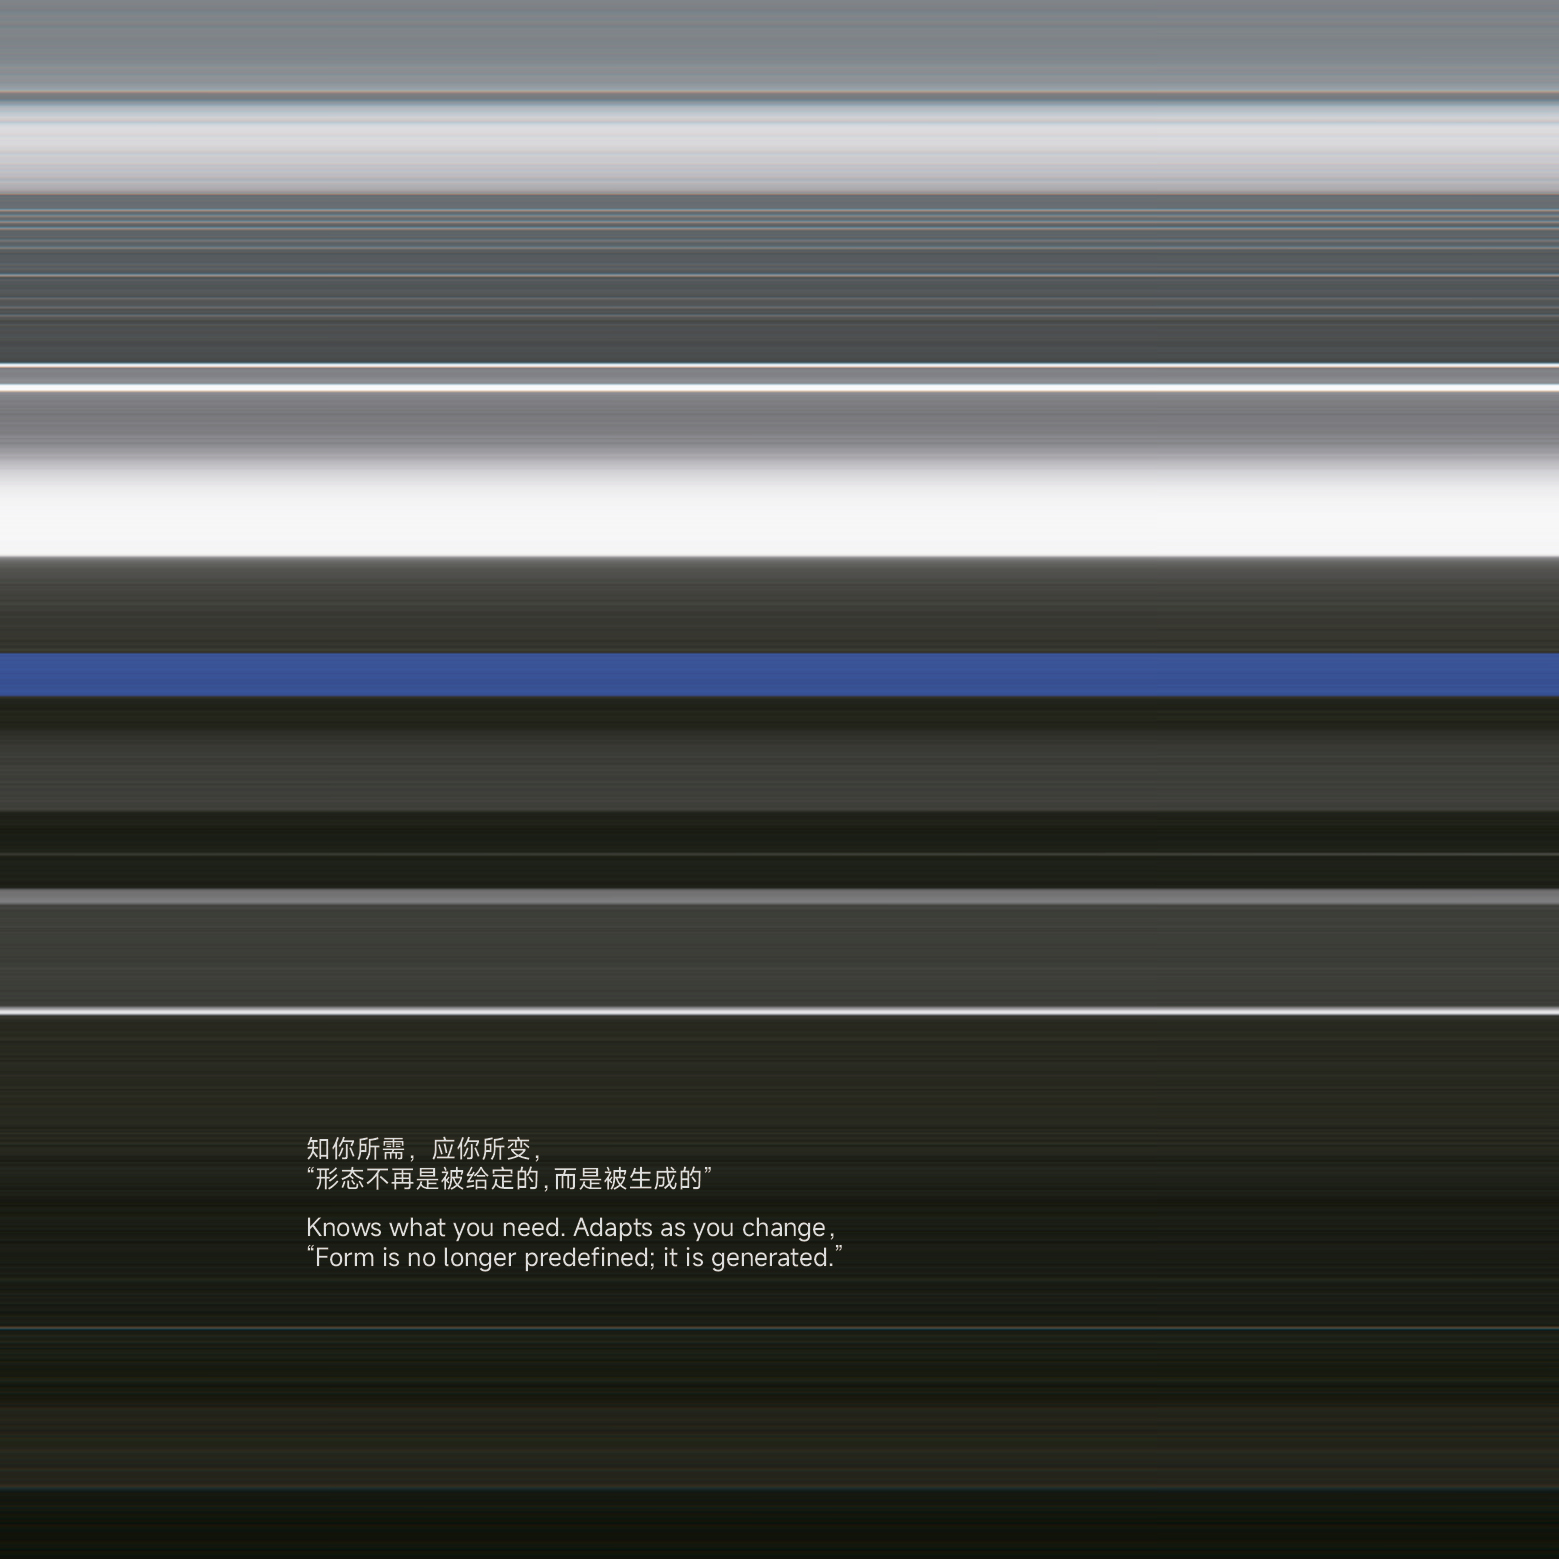 知你所需，应你所变，
“形态不再是被给定的,而是被生成的”
Knows what you need. Adapts as you change,
“Form is no longer predefined; it is generated.”